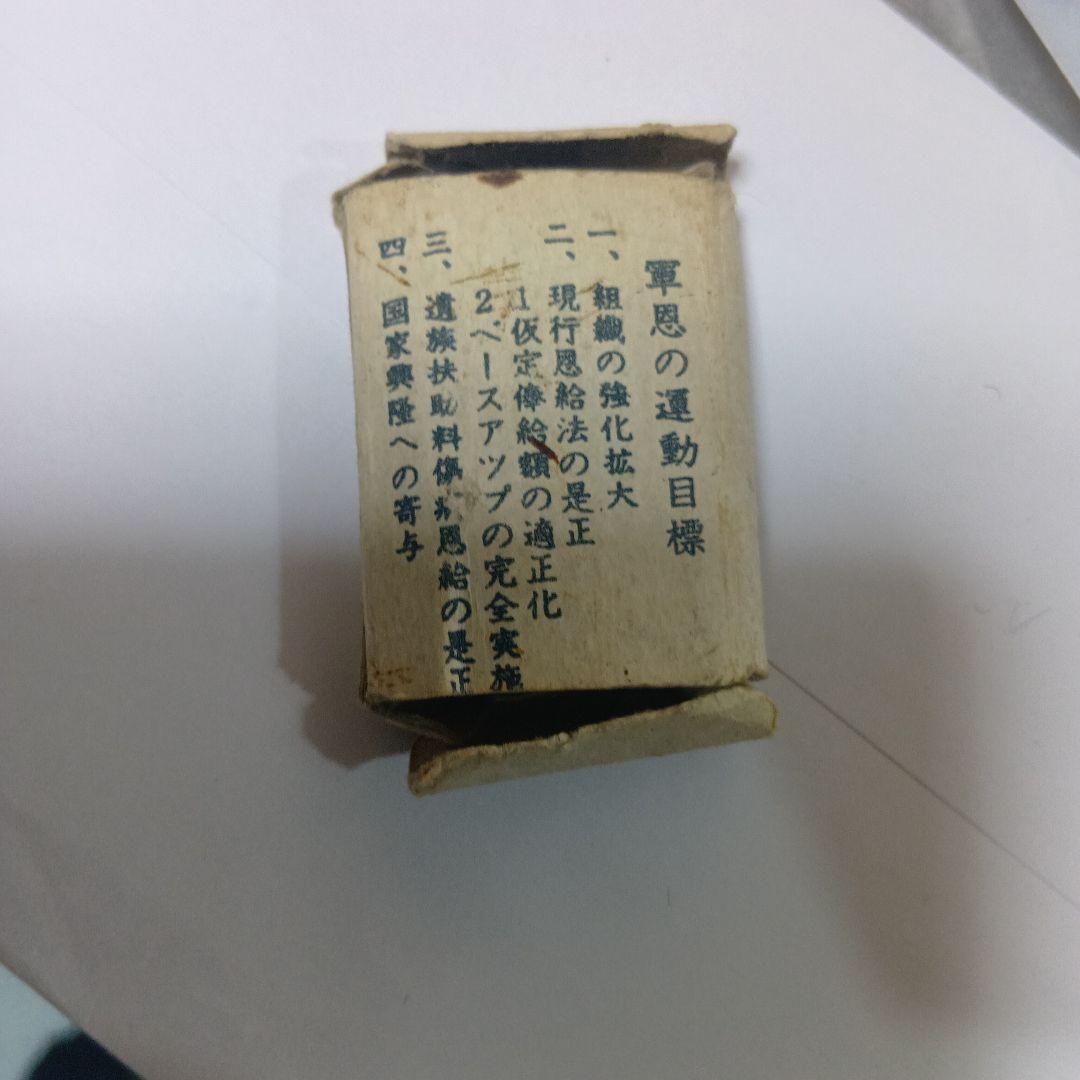 軍恩の運動目標
一、組織の強化拡大
二、現行恩給法の是正
1仮定俸給額の適正化
2.ベースアップの完全実施
三、遺族扶助料傷病恩給の是正
四、国家興隆への寄与